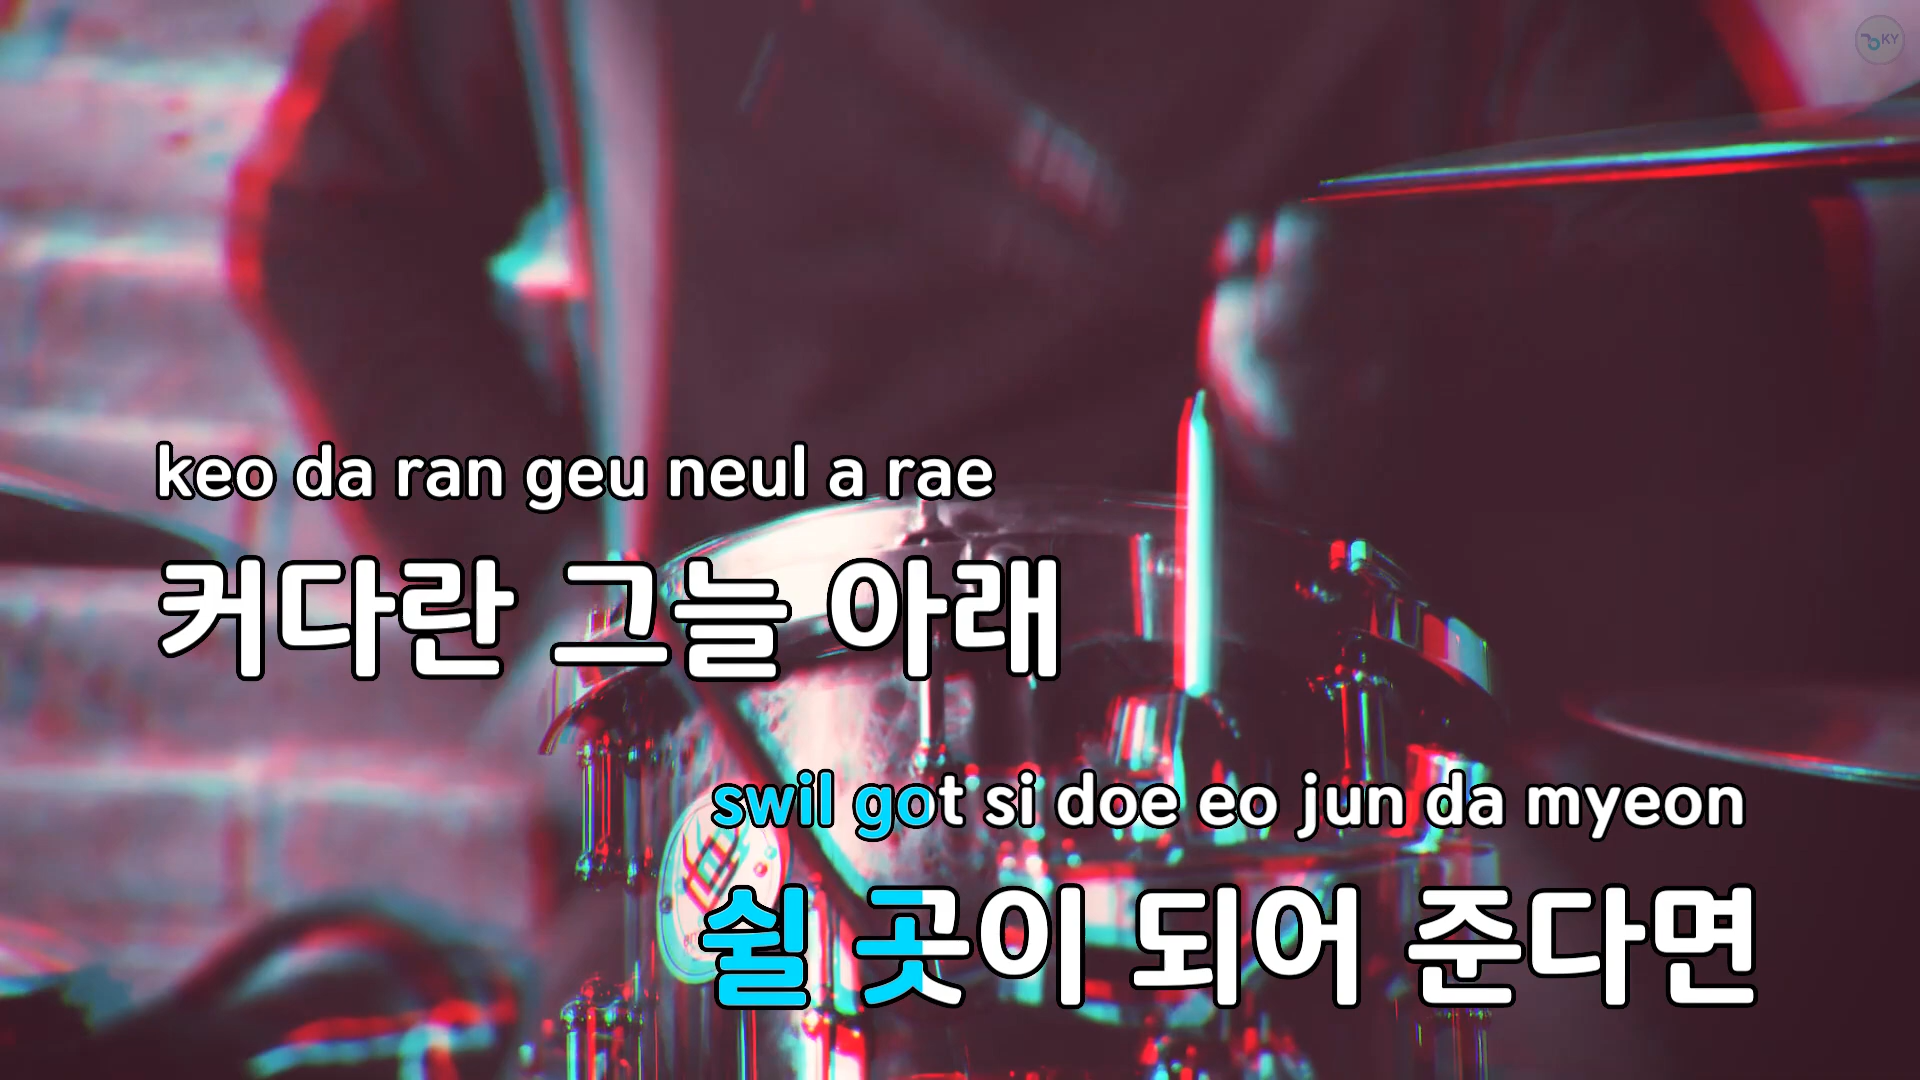 KY
keo da ran geu neul a rae
커다란 그늘 아래
swil got si doe eo jun da myeon
쉴 곳이 되어 준다면